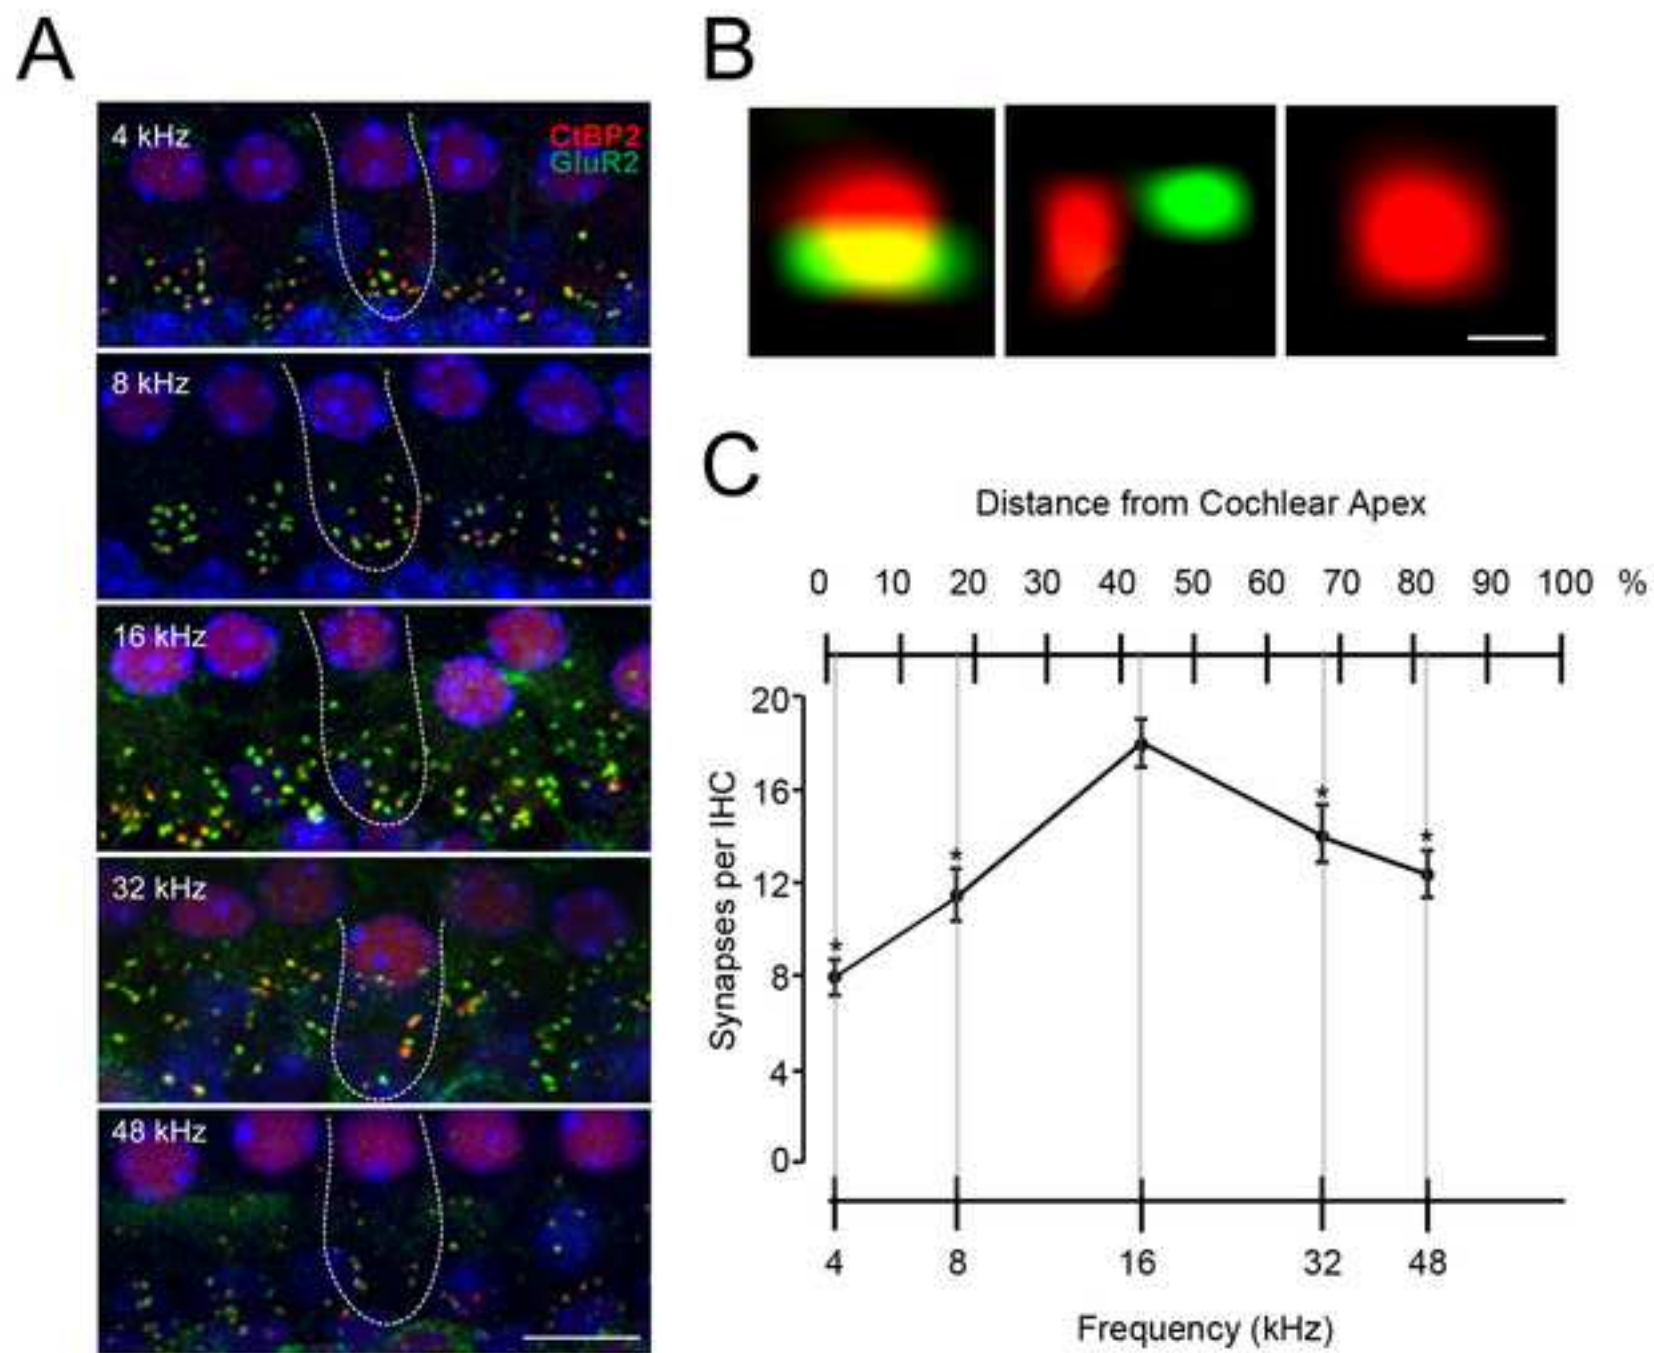 A
4 kHz
CtBP2
GluR2
8 kHz
16 kHz
32 kHz
48 kHz
B
C
Distance from Cochlear Apex
0 10 20 30 40 50 60 70 80 90 100 %
Synapses per IHC
20
16
12
8
4
0
* * * *
4 8 16 32 48
Frequency (kHz)